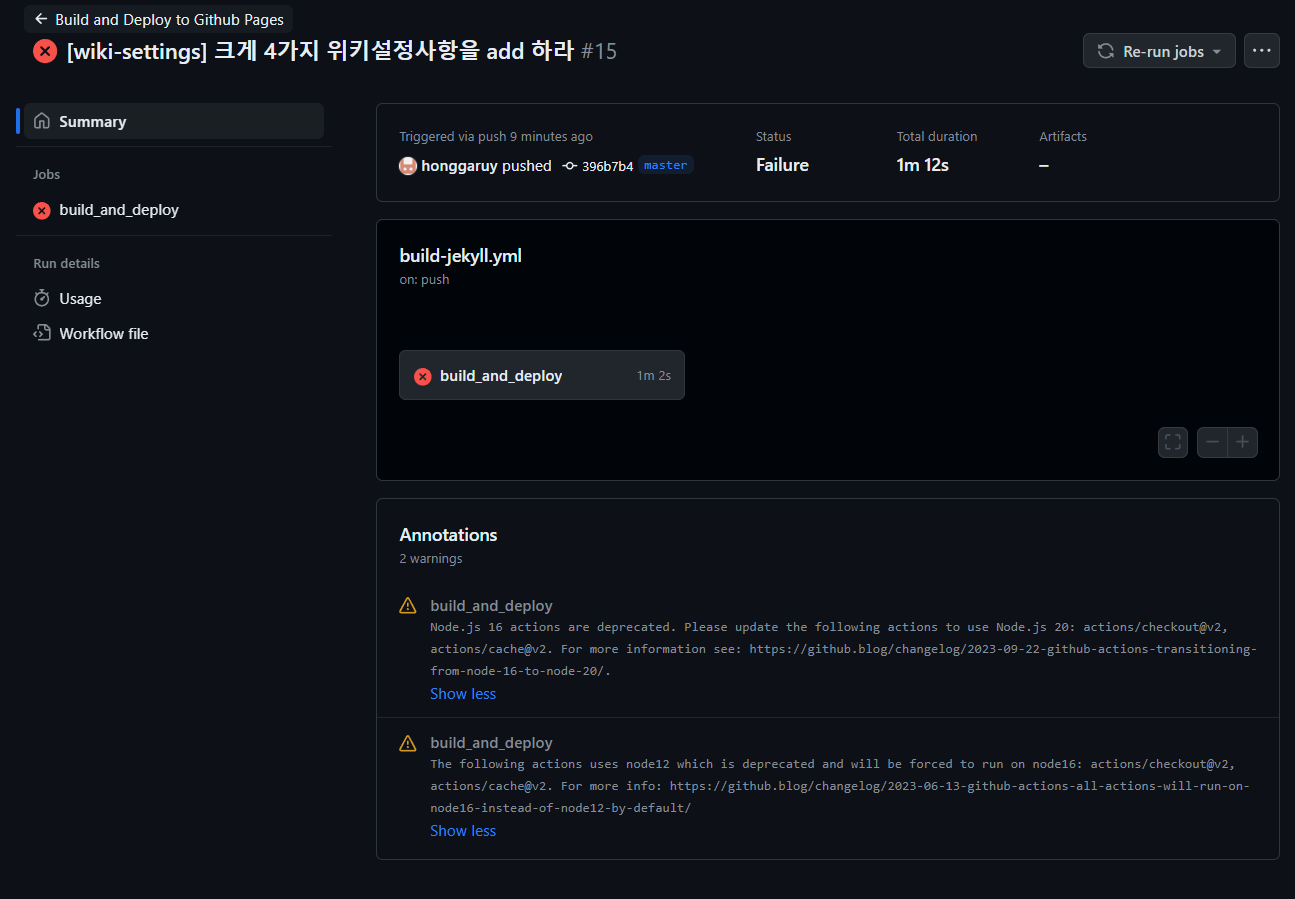 Build and Deploy to Github Pages
[wiki-settings] 크게 4가지 위키설정사항을 add 하라 #15
Re-run jobs
Summary
Jobs
build_and_deploy
Run details
Usage
Workflow file
Triggered via push 9 minutes ago
honggaruy pushed 396b7b4 master
Status
Failure
Total duration
1m 12s
Artifacts
–
build-jekyll.yml
on: push
build_and_deploy 1m 2s
Annotations
2 warnings
build_and_deploy
Node.js 16 actions are deprecated. Please update the following actions to use Node.js 20: actions/checkout@v2,
actions/cache@v2. For more information see: https://github.blog/changelog/2023-09-22-github-actions-transitioning-
from-node-16-to-node-20/.
Show less
build_and_deploy
The following actions uses node12 which is deprecated and will be forced to run on node16: actions/checkout@v2,
actions/cache@v2. For more info: https://github.blog/changelog/2023-06-13-github-actions-all-actions-will-run-on-
node16-instead-of-node12-by-default/
Show less